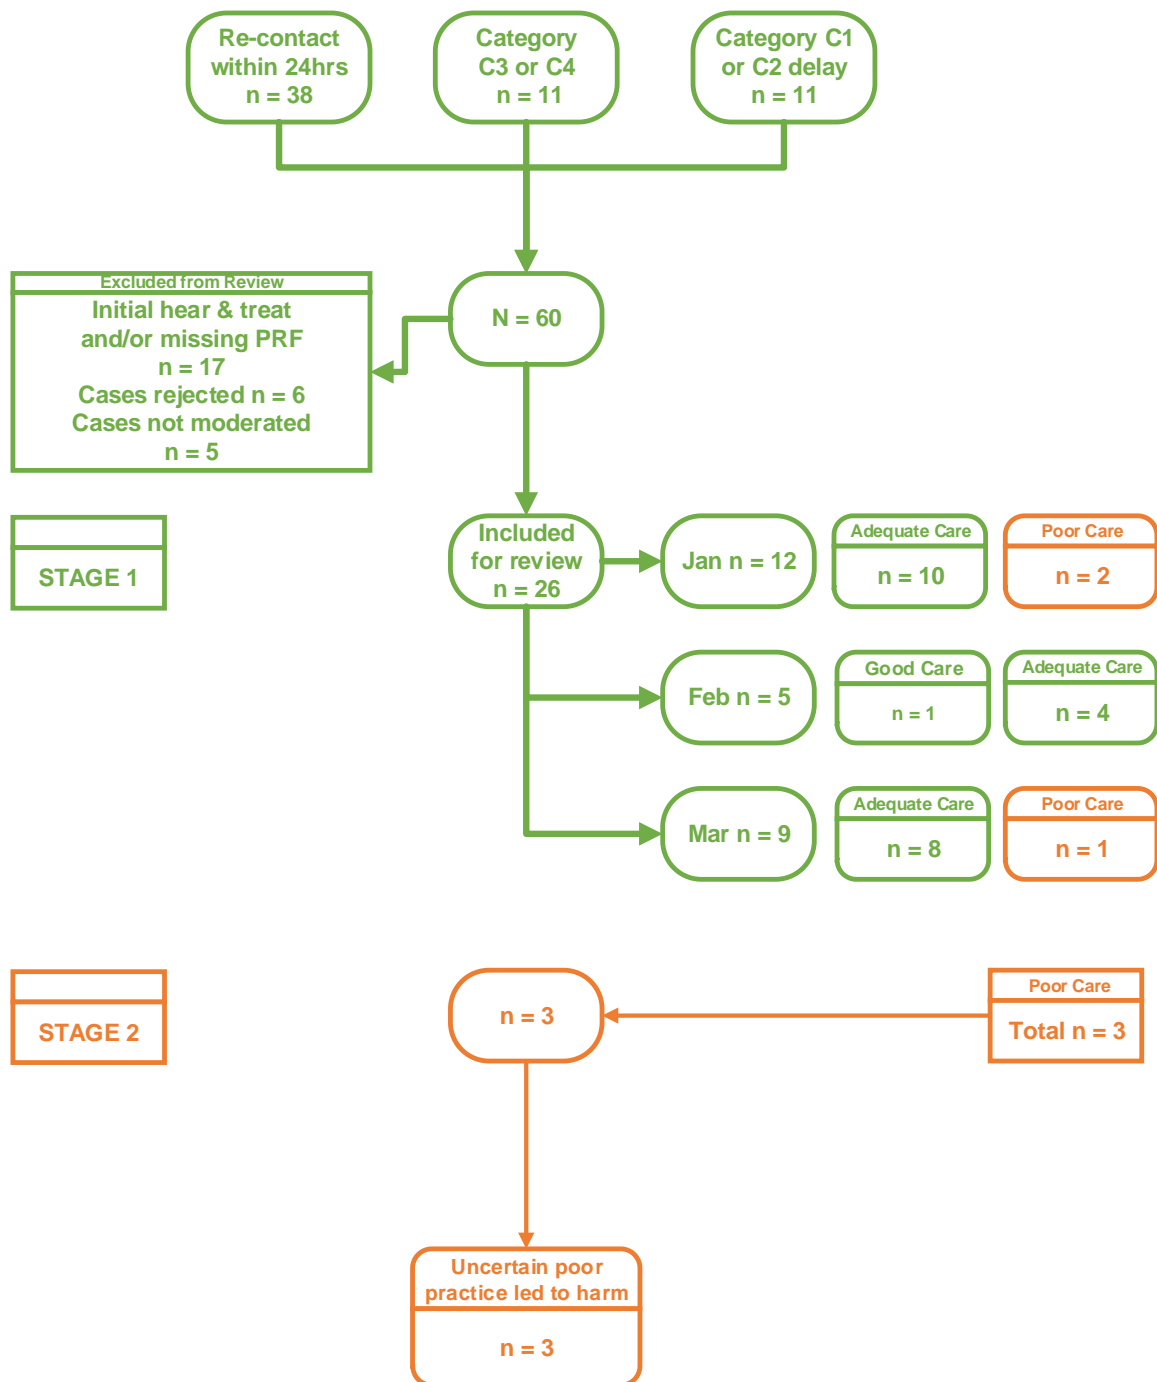 Re-contact
within 24hrs
n = 38
Category
C3 or C4
n = 11
Category C1
or C2 delay
n = 11
N = 60
Excluded from Review
Initial hear & treat
and/or missing PRF
n = 17
Cases rejected n = 6
Cases not moderated
n = 5
STAGE 1
Included
for review
n = 26
Jan n = 12
Adequate Care
n = 10
Poor Care
n = 2
Feb n = 5
Good Care
n = 1
Adequate Care
n = 4
Mar n = 9
Adequate Care
n = 8
Poor Care
n = 1
STAGE 2
n = 3
Poor Care
Total n = 3
Uncertain poor
practice led to harm
n = 3